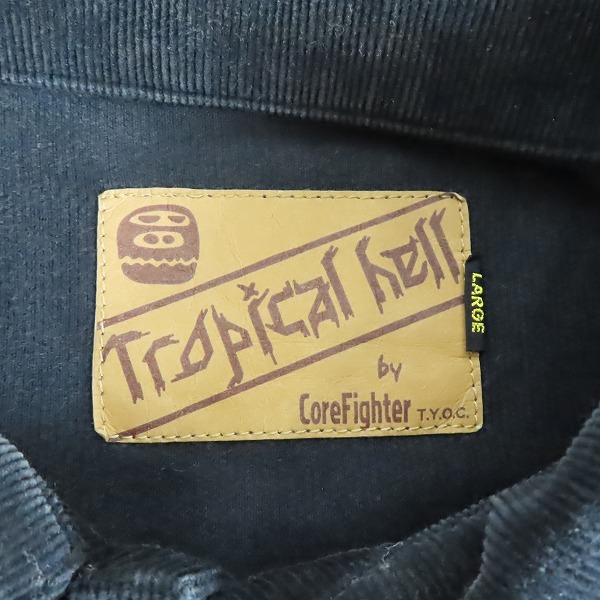 Tropical hell
by
CoreFighter T.Y.O.C.
LARGE